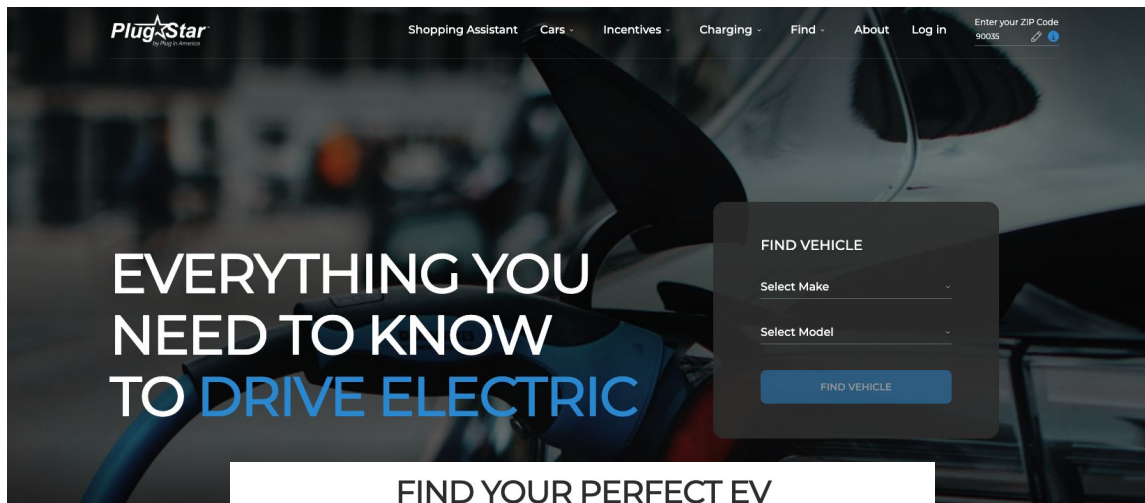 PlugStar
by Plug In America
Shopping Assistant Cars Incentives Charging Find About Log in
Enter your ZIP Code
90035
EVERYTHING YOU
NEED TO KNOW
TO DRIVE ELECTRIC
FIND VEHICLE
Select Make
Select Model
FIND VEHICLE
FIND YOUR PERFECT EV